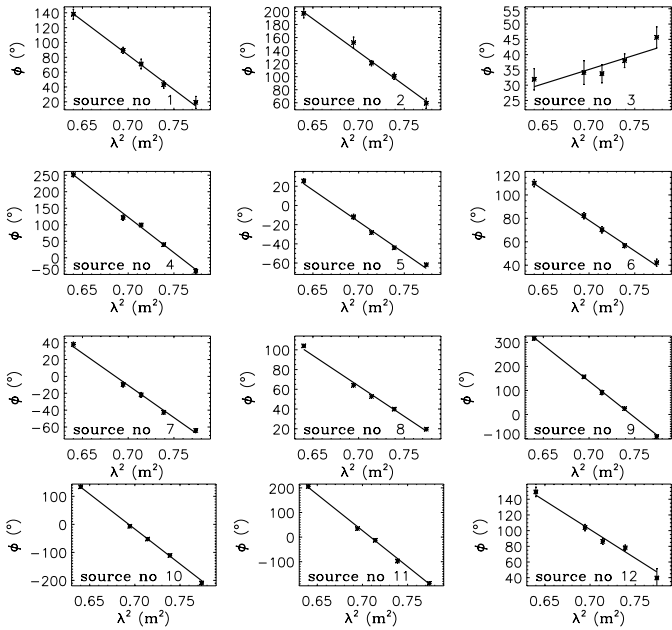 140
120
100
80
60
40
20
ϕ (°)
source no 1
0.65 0.70 0.75
λ² (m²)
200
180
160
140
120
100
80
60
ϕ (°)
source no 2
0.65 0.70 0.75
λ² (m²)
55
50
45
40
35
30
25
ϕ (°)
source no 3
0.65 0.70 0.75
λ² (m²)
250
200
150
100
50
0
−50
ϕ (°)
source no 4
0.65 0.70 0.75
λ² (m²)
20
0
−20
−40
−60
ϕ (°)
source no 5
0.65 0.70 0.75
λ² (m²)
120
100
80
60
40
ϕ (°)
source no 6
0.65 0.70 0.75
λ² (m²)
40
20
0
−20
−40
−60
ϕ (°)
source no 7
0.65 0.70 0.75
λ² (m²)
100
80
60
40
20
ϕ (°)
source no 8
0.65 0.70 0.75
λ² (m²)
300
200
100
0
−100
ϕ (°)
source no 9
0.65 0.70 0.75
λ² (m²)
100
0
−100
−200
ϕ (°)
source no 10
0.65 0.70 0.75
λ² (m²)
200
100
0
−100
ϕ (°)
source no 11
0.65 0.70 0.75
λ² (m²)
140
120
100
80
60
40
ϕ (°)
source no 12
0.65 0.70 0.75
λ² (m²)